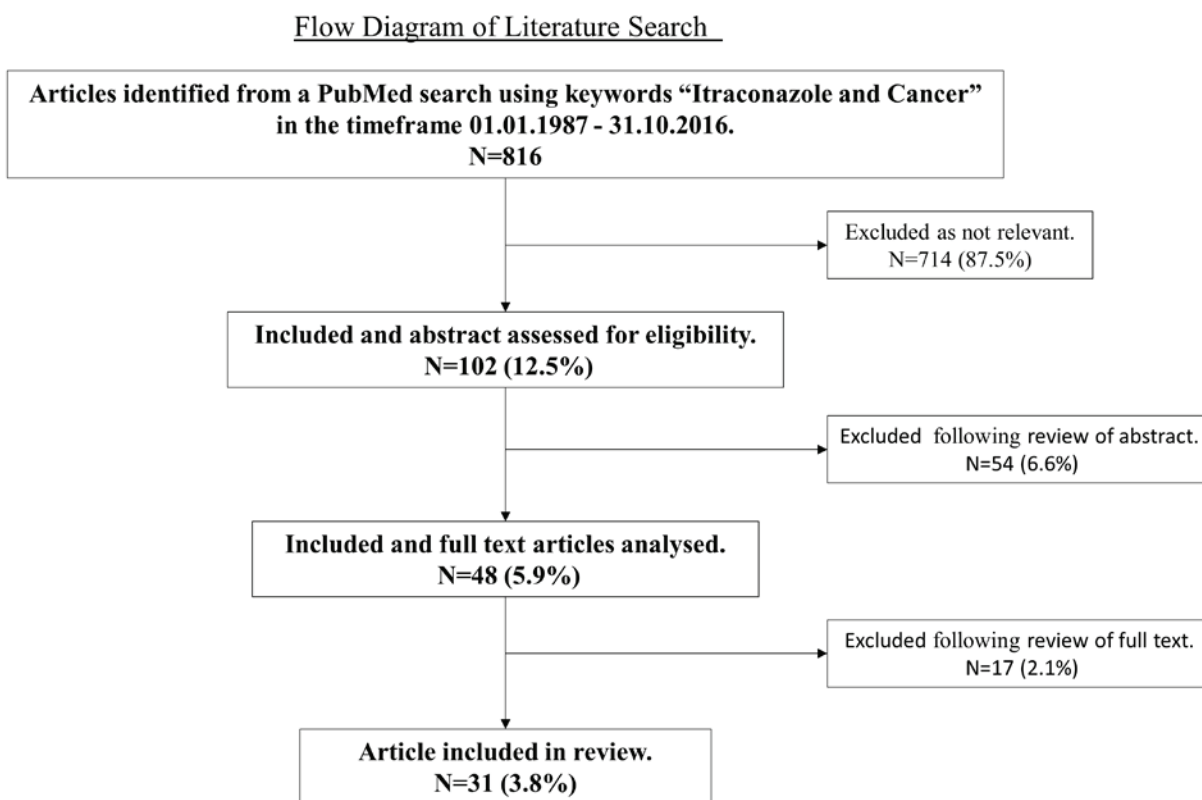 Flow Diagram of Literature Search
Articles identified from a PubMed search using keywords “Itraconazole and Cancer”
in the timeframe 01.01.1987 - 31.10.2016.
N=816
Excluded as not relevant.
N=714 (87.5%)
Included and abstract assessed for eligibility.
N=102 (12.5%)
Excluded following review of abstract.
N=54 (6.6%)
Included and full text articles analysed.
N=48 (5.9%)
Excluded following review of full text.
N=17 (2.1%)
Article included in review.
N=31 (3.8%)